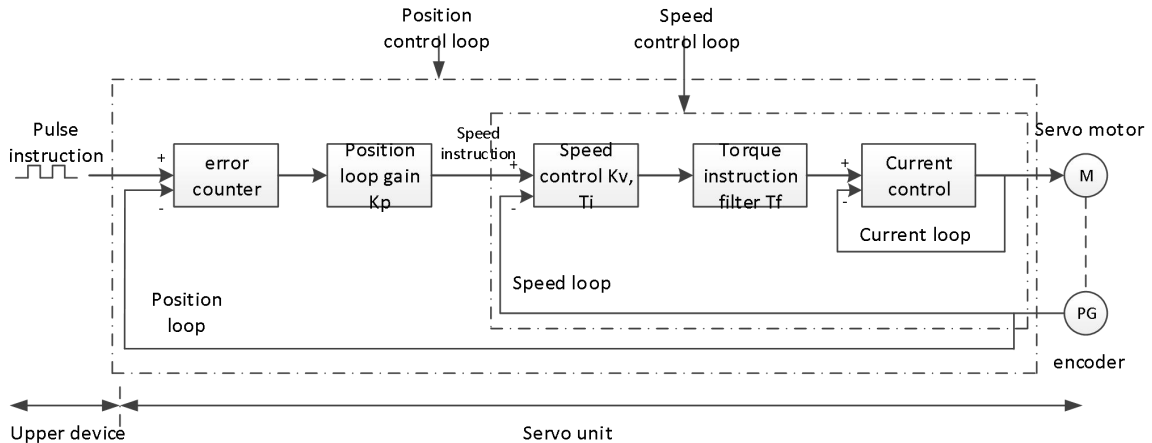 Position
control loop
Speed
control loop
Pulse
instruction
+
-
error
counter
Position
loop gain
Kp
Speed
instruction
+
-
Speed
control Kv,
Ti
Torque
instruction
filter Tf
+
-
Current
control
Servo motor
M
Current loop
Speed loop
Position
loop
PG
encoder
Upper device
Servo unit